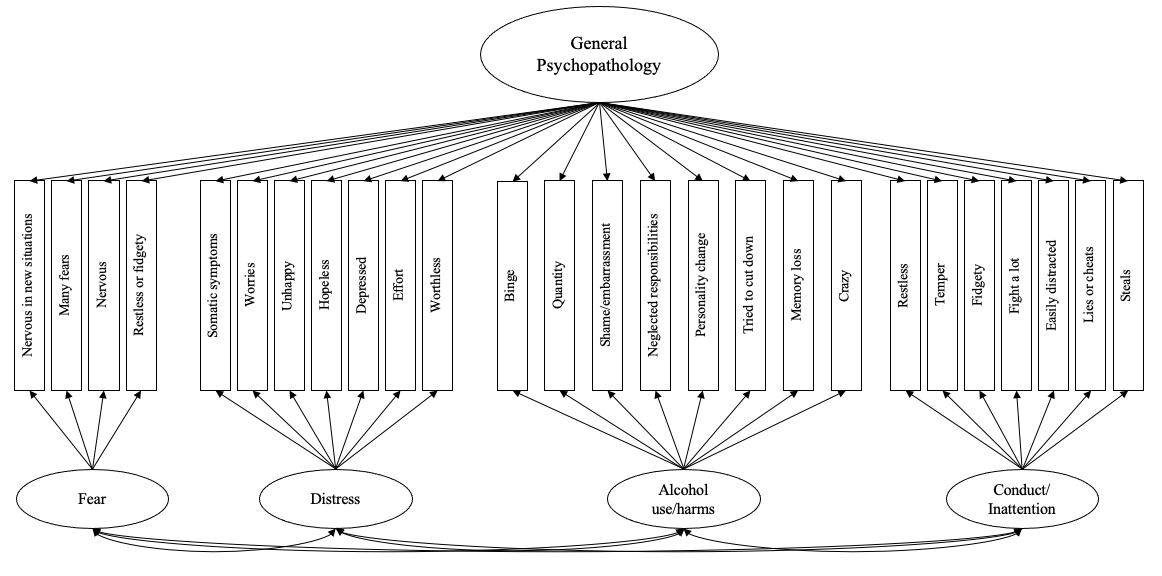 General
Psychopathology
Nervous in new situations
Many fears
Nervous
Restless or fidgety
Somatic symptoms
Worries
Unhappy
Hopeless
Depressed
Effort
Worthless
Binge
Quantity
Shame/embarrassment
Neglected responsibilities
Personality change
Tried to cut down
Memory loss
Crazy
Restless
Temper
Fidgety
Fight a lot
Easily distracted
Lies or cheats
Steals
Fear
Distress
Alcohol
use/harms
Conduct/
Inattention